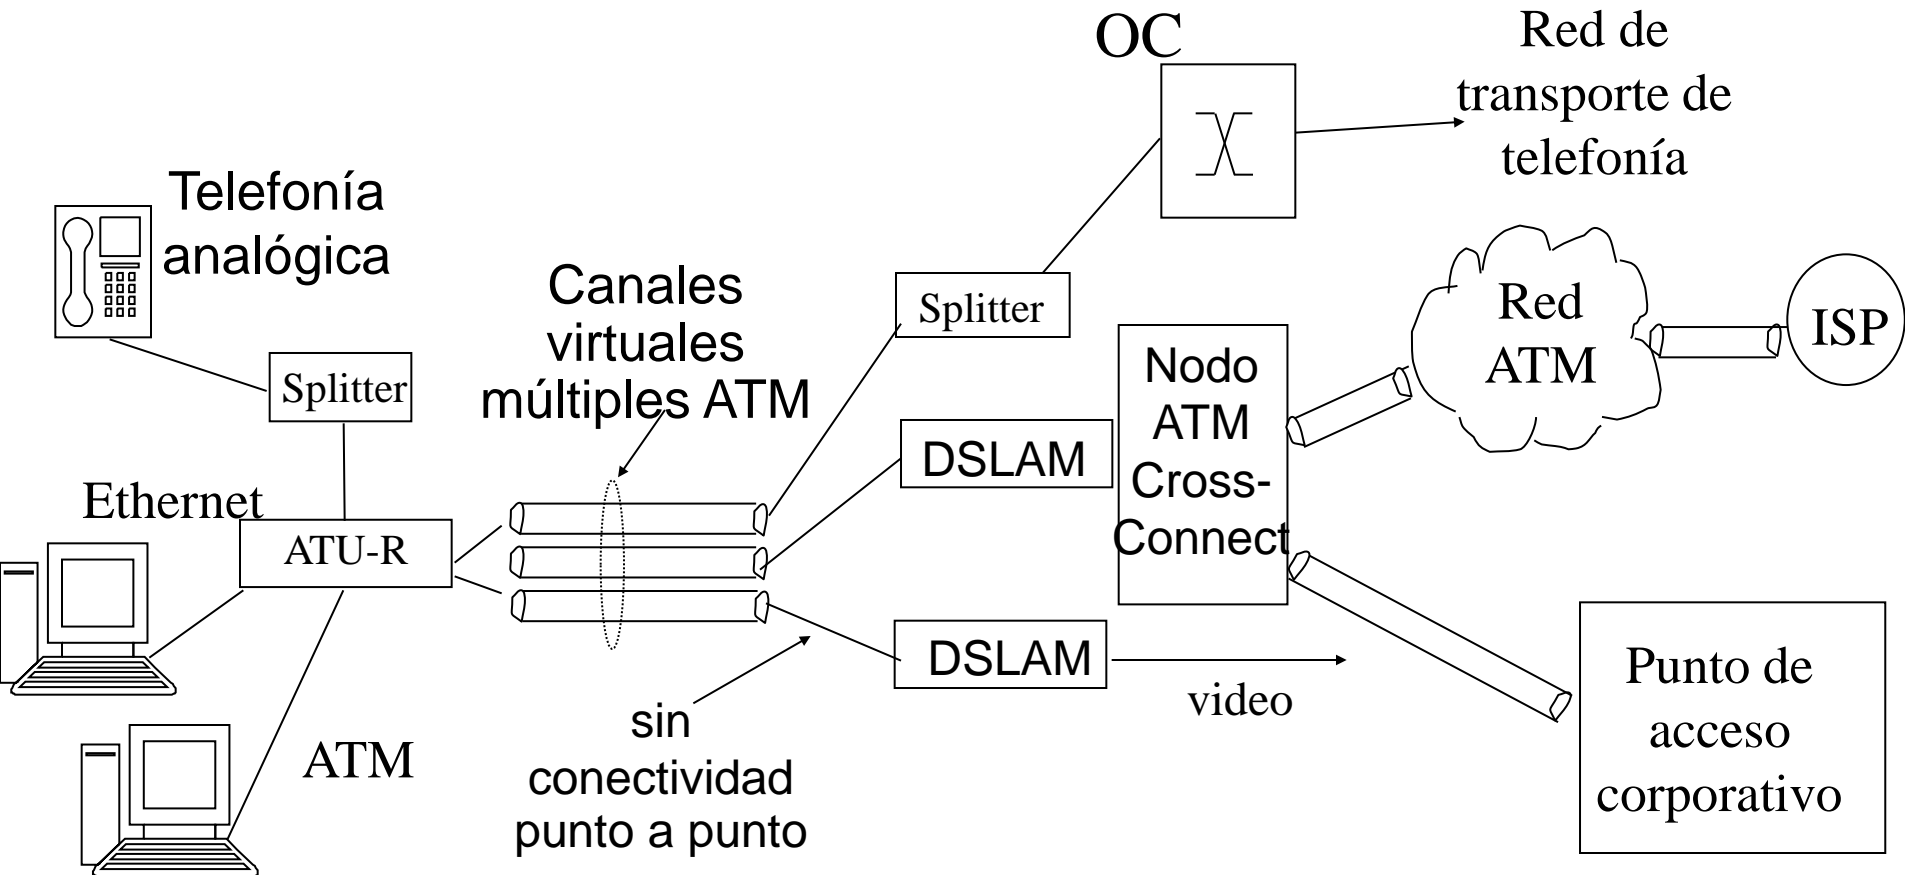 OC
Red de
transporte de
telefonía
Telefonía
analógica
Canales
virtuales
múltiples ATM
Splitter
Splitter
Nodo
ATM
Cross-
Connect
Red
ATM
ISP
DSLAM
Ethernet
ATU-R
DSLAM
video
sin
conectividad
punto a punto
ATM
Punto de
acceso
corporativo